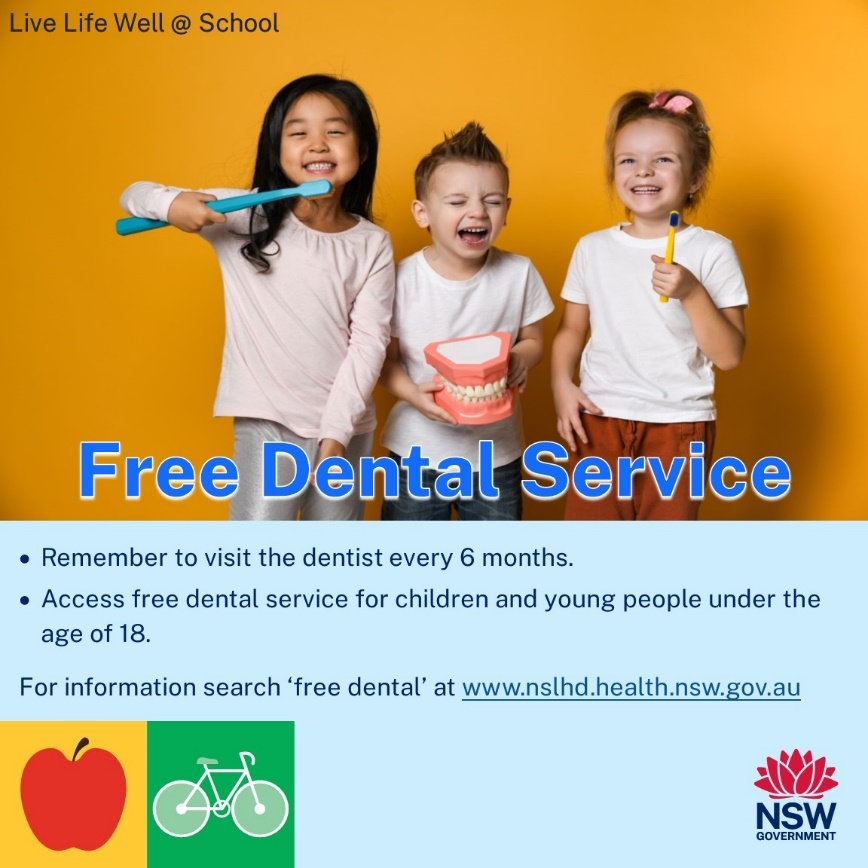 Live Life Well @ School
Free Dental Service
• Remember to visit the dentist every 6 months.
• Access free dental service for children and young people under the
age of 18.
For information search ‘free dental’ at www.nslhd.health.nsw.gov.au
NSW
GOVERNMENT